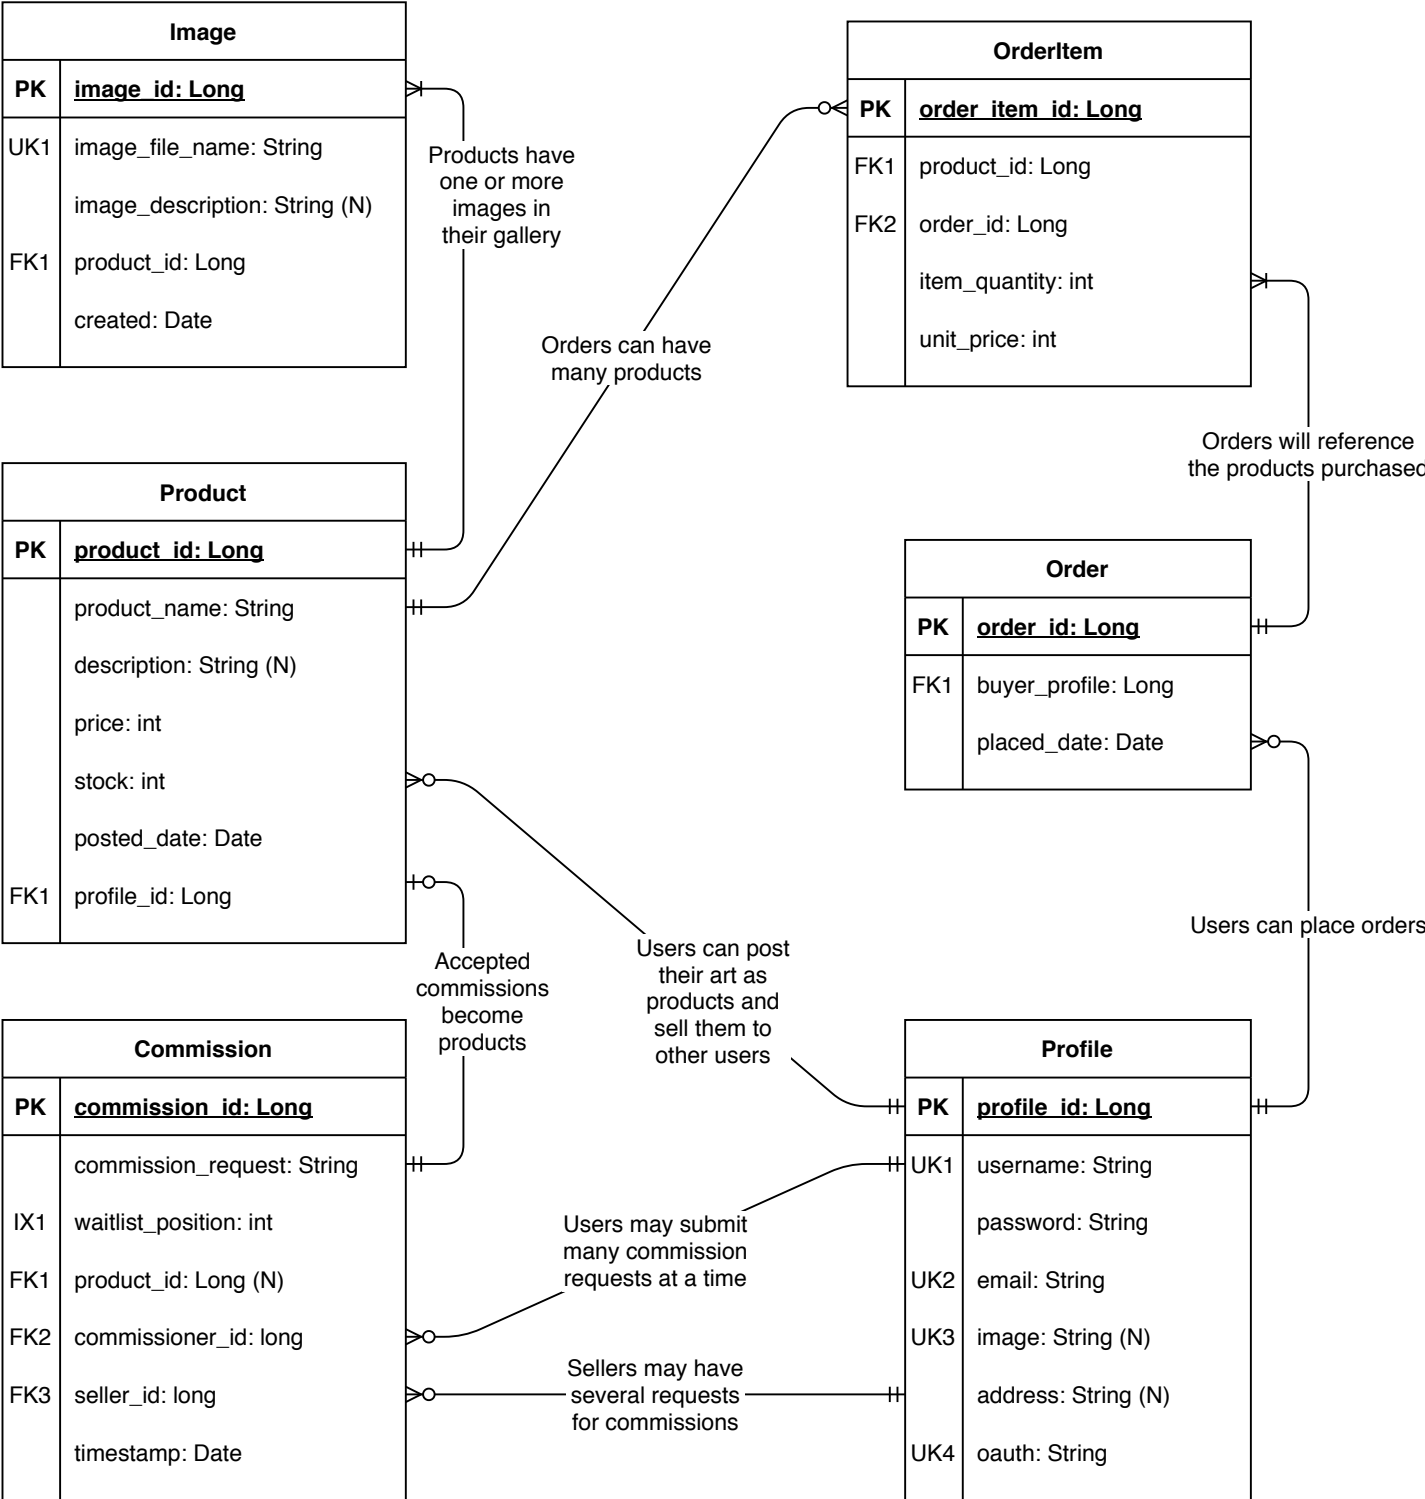 Image
PK image_id: Long
UK1 image_file_name: String
image_description: String (N)
FK1 product_id: Long
created: Date
Products have
one or more
images in
their gallery
OrderItem
PK order_item_id: Long
FK1 product_id: Long
FK2 order_id: Long
item_quantity: int
unit_price: int
Orders can have
many products
Orders will reference
the products purchased
Product
PK product_id: Long
product_name: String
description: String (N)
price: int
stock: int
posted_date: Date
FK1 profile_id: Long
Order
PK order_id: Long
FK1 buyer_profile: Long
placed_date: Date
Users can place orders
Accepted
commissions
become
products
Users can post
their art as
products and
sell them to
other users
Commission
PK commission_id: Long
commission_request: String
IX1 waitlist_position: int
FK1 product_id: Long (N)
FK2 commissioner_id: long
FK3 seller_id: long
timestamp: Date
Users may submit
many commission
requests at a time
Sellers may have
several requests
for commissions
Profile
PK profile_id: Long
UK1 username: String
password: String
UK2 email: String
UK3 image: String (N)
address: String (N)
UK4 oauth: String